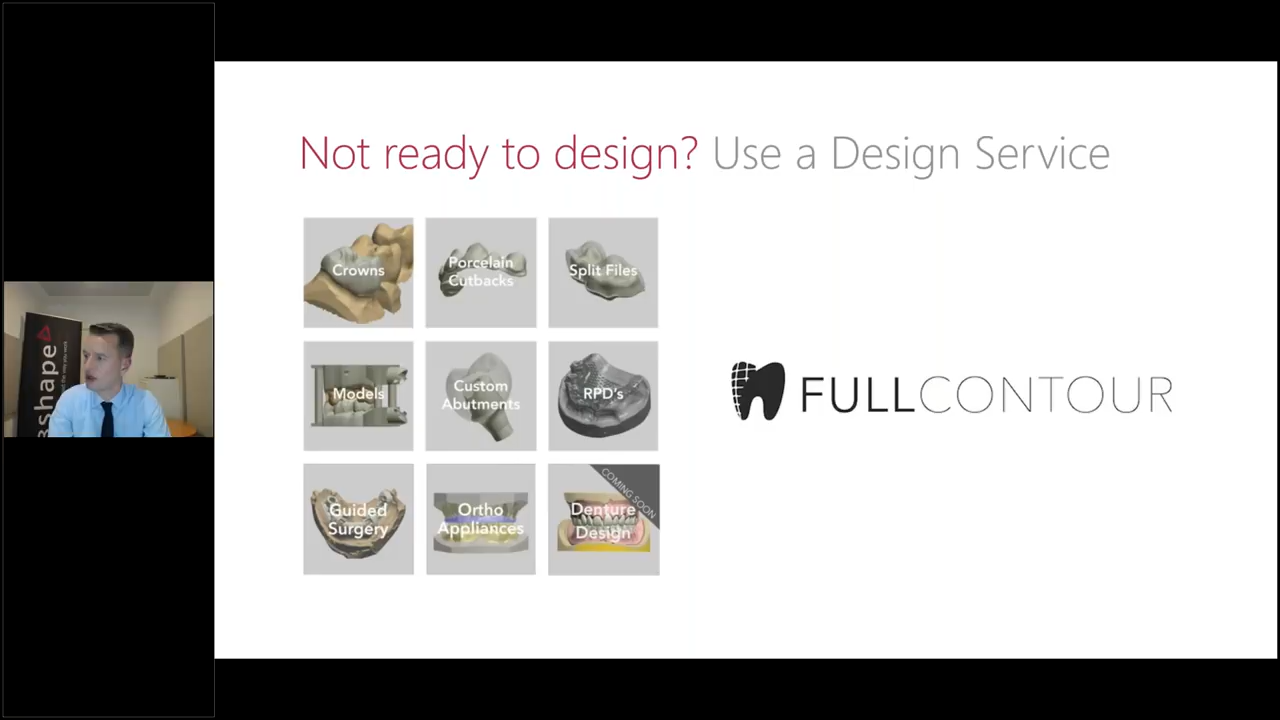 Not ready to design? Use a Design Service
Crowns
Porcelain
Cutbacks
Split Files
Models
Custom
Abutments
RPD's
Guided
Surgery
Ortho
Appliances
COMING SOON
Denture
Design
FULLCONTOUR
3shape